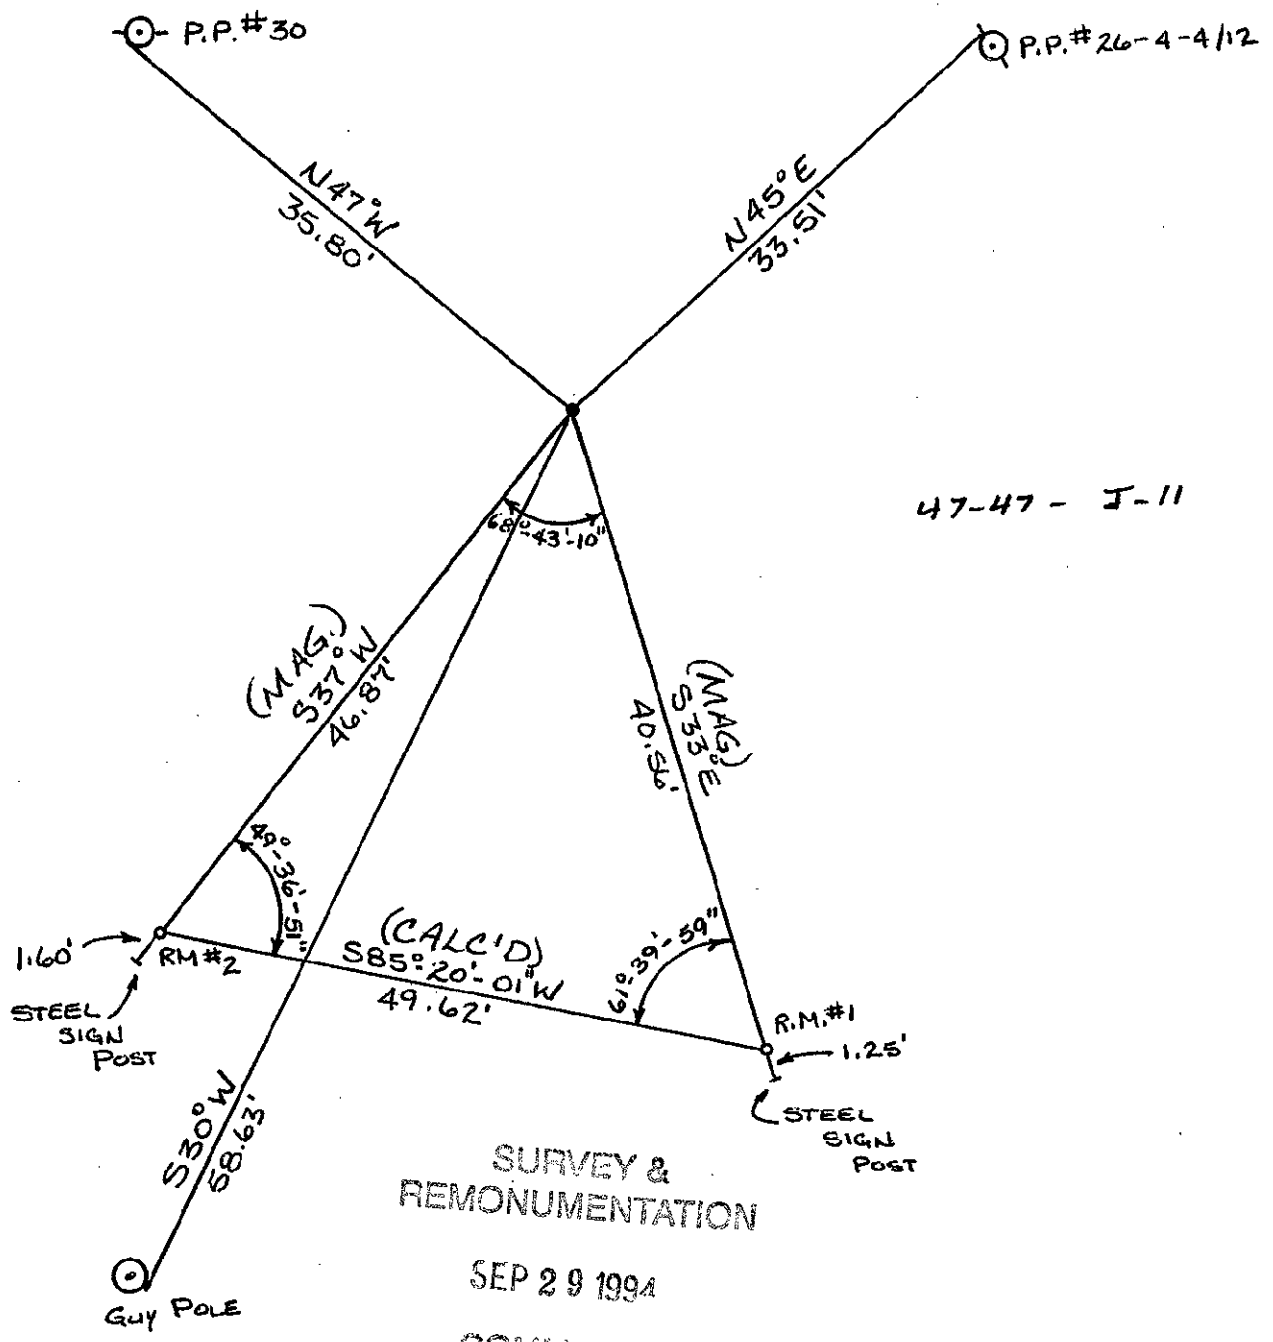 P.P.#30
P.P.#26-4-4/12
N47°W
35.80'
N45°E
33.51'
68°-43'-10"
47-47 - I-11
(MAG.)
S37°W
46.87'
(MAG)
S33°E
40.56'
49°-36'-51"
61°-39'-59"
(CALC'D)
S85°-20'-01"W
49.62'
1.60'
RM#2
STEEL
SIGN
POST
R.M.#1
1.25'
STEEL
SIGN
POST
S30°W
58.63'
SURVEY &
REMONUMENTATION
SEP 29 1994
GUY POLE